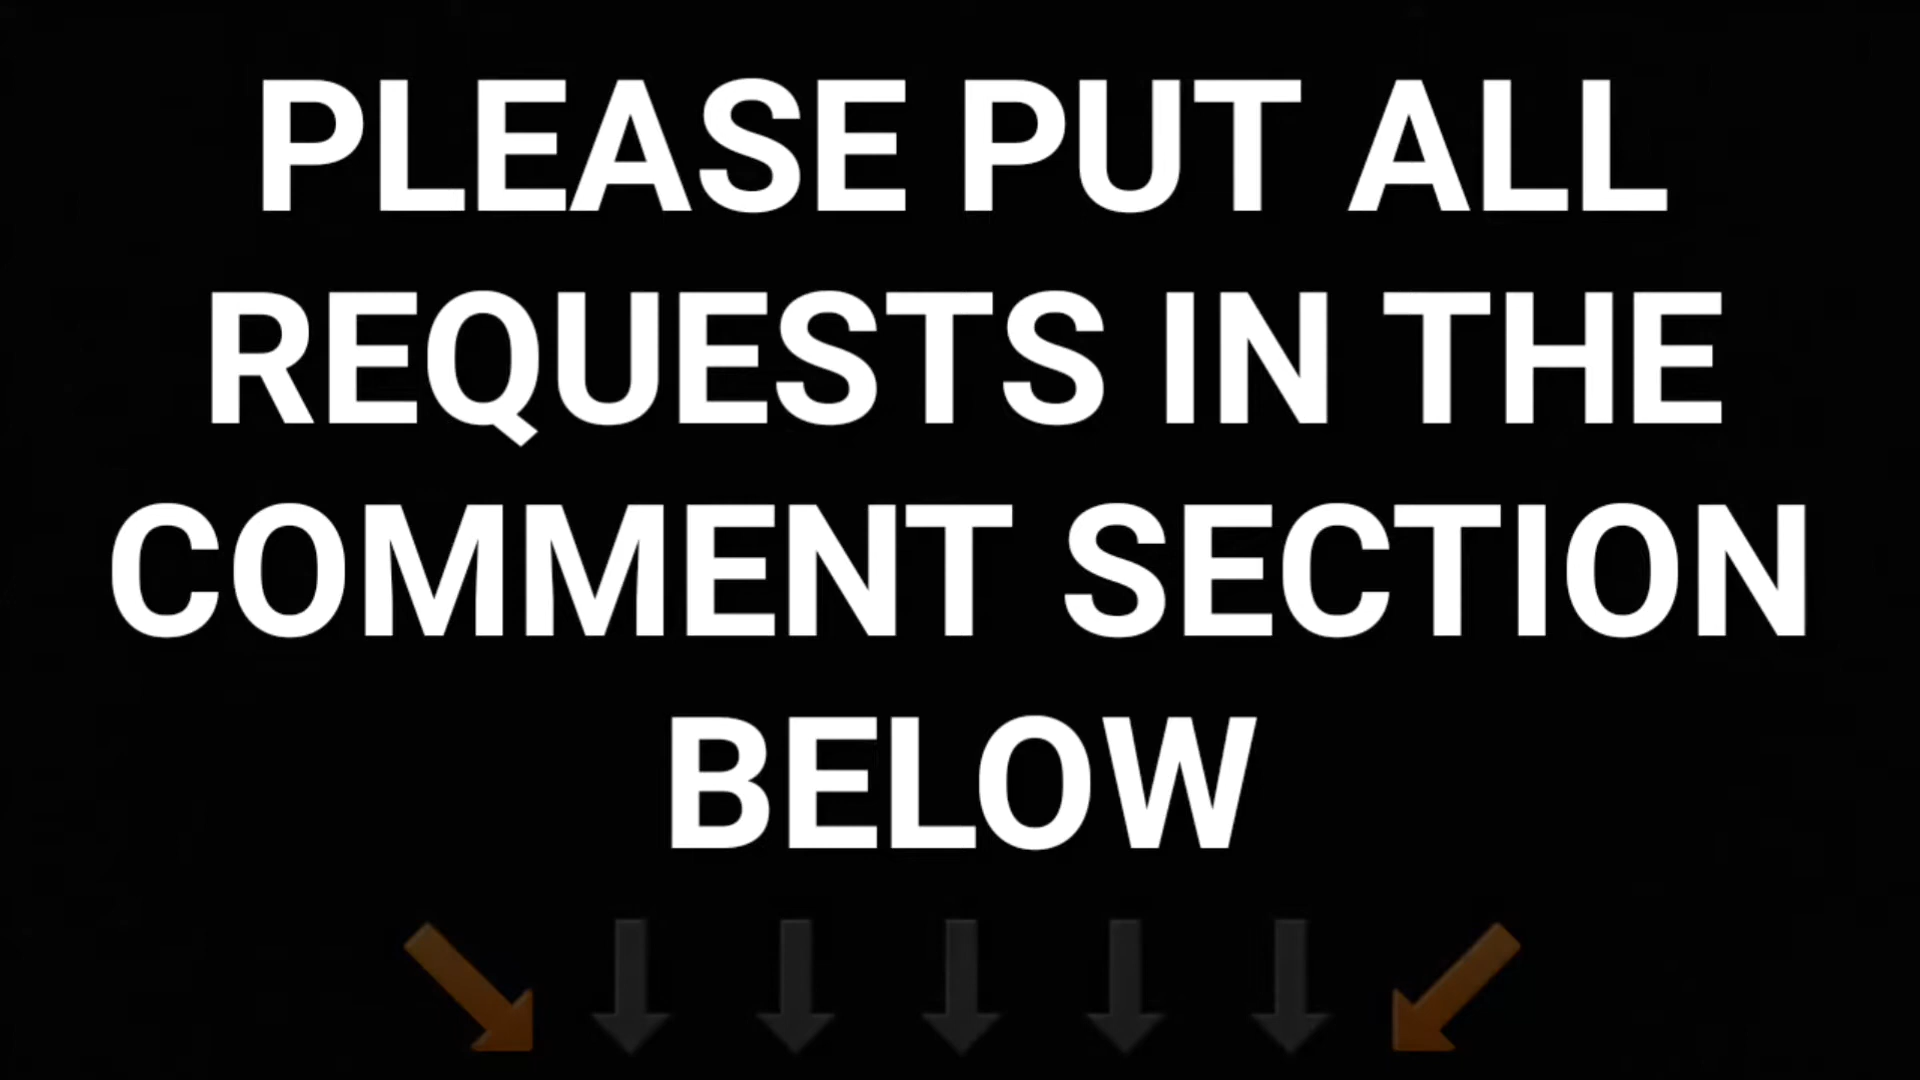 PLEASE PUT ALL
REQUESTS IN THE
COMMENT SECTION
BELOW